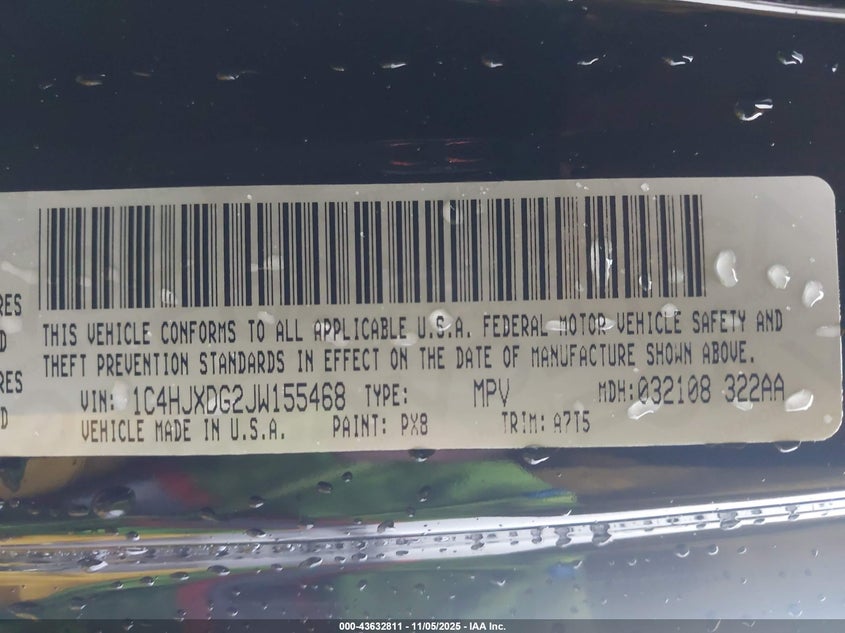 RES
D
RES
D
THIS VEHICLE CONFORMS TO ALL APPLICABLE U.S.A. FEDERAL MOTOR VEHICLE SAFETY AND
THEFT PREVENTION STANDARDS IN EFFECT ON THE DATE OF MANUFACTURE SHOWN ABOVE.
VIN: 1C4HJXDG2JW155468 TYPE: MPV MDH:032108 322AA
VEHICLE MADE IN U.S.A. PAINT: PX8 TRIM: A7T5
000-43632811 - 11/05/2025 - IAA Inc.